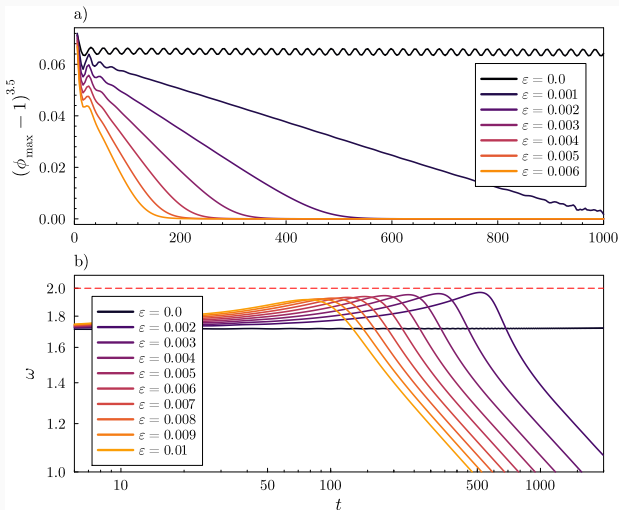 a)
(ϕmax − 1)^3.5
0.06
0.04
0.02
0.00
ε = 0.0
ε = 0.001
ε = 0.002
ε = 0.003
ε = 0.004
ε = 0.005
ε = 0.006
0 200 400 600 800 1000
b)
ω
2.0
1.8
1.6
1.4
1.2
1.0
ε = 0.0
ε = 0.002
ε = 0.003
ε = 0.004
ε = 0.005
ε = 0.006
ε = 0.007
ε = 0.008
ε = 0.009
ε = 0.01
10 50 100 500 1000
t